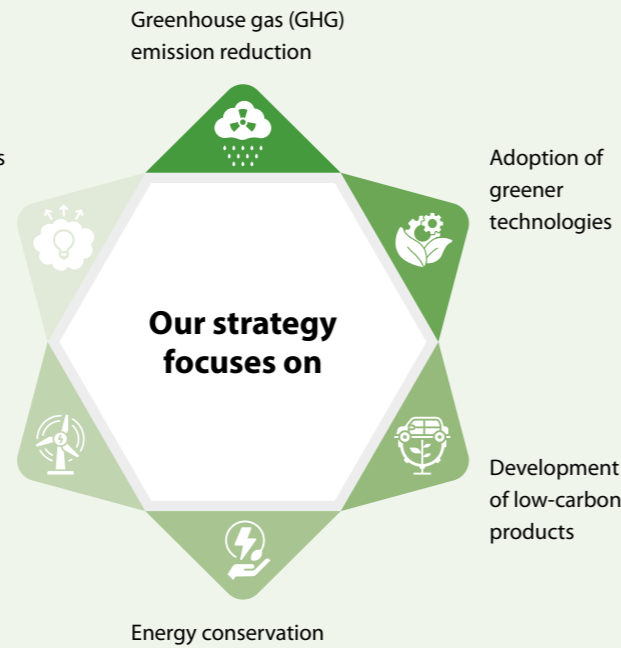 Greenhouse gas (GHG)
emission reduction
Adoption of
greener
technologies
Our strategy
focuses on
Development
of low-carbon
products
Energy conservation